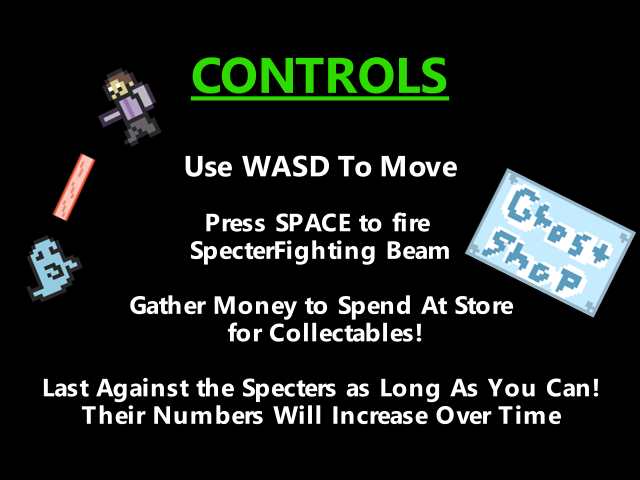 CONTROLS
Use WASD To Move
Press SPACE to fire
SpecterFighting Beam
Ghost
Shop
Gather Money to Spend At Store
for Collectables!
Last Against the Specters as Long As You Can!
Their Numbers Will Increase Over Time